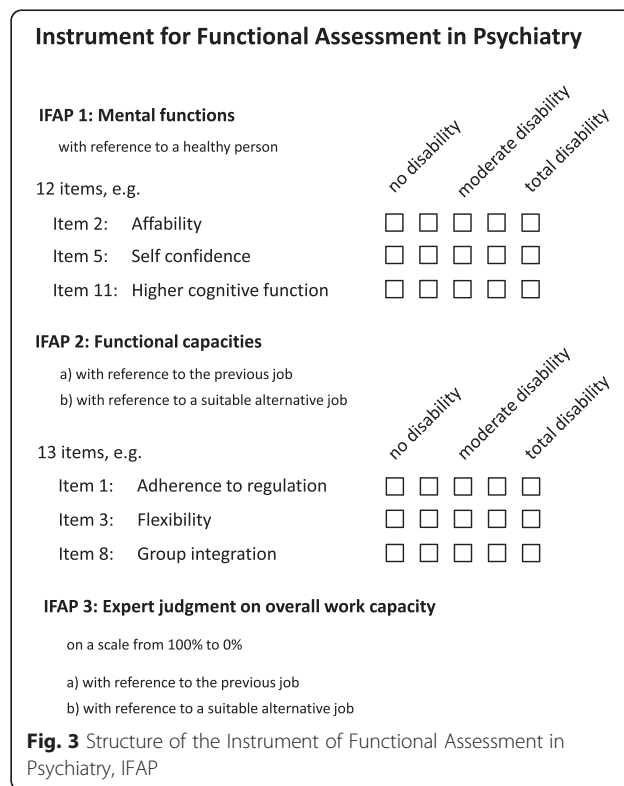 Instrument for Functional Assessment in Psychiatry
IFAP 1: Mental functions
with reference to a healthy person
no disability
moderate disability
total disability
12 items, e.g.
Item 2: Affability
Item 5: Self confidence
Item 11: Higher cognitive function
IFAP 2: Functional capacities
a) with reference to the previous job
b) with reference to a suitable alternative job
no disability
moderate disability
total disability
13 items, e.g.
Item 1: Adherence to regulation
Item 3: Flexibility
Item 8: Group integration
IFAP 3: Expert judgment on overall work capacity
on a scale from 100% to 0%
a) with reference to the previous job
b) with reference to a suitable alternative job
Fig. 3 Structure of the Instrument of Functional Assessment in
Psychiatry, IFAP